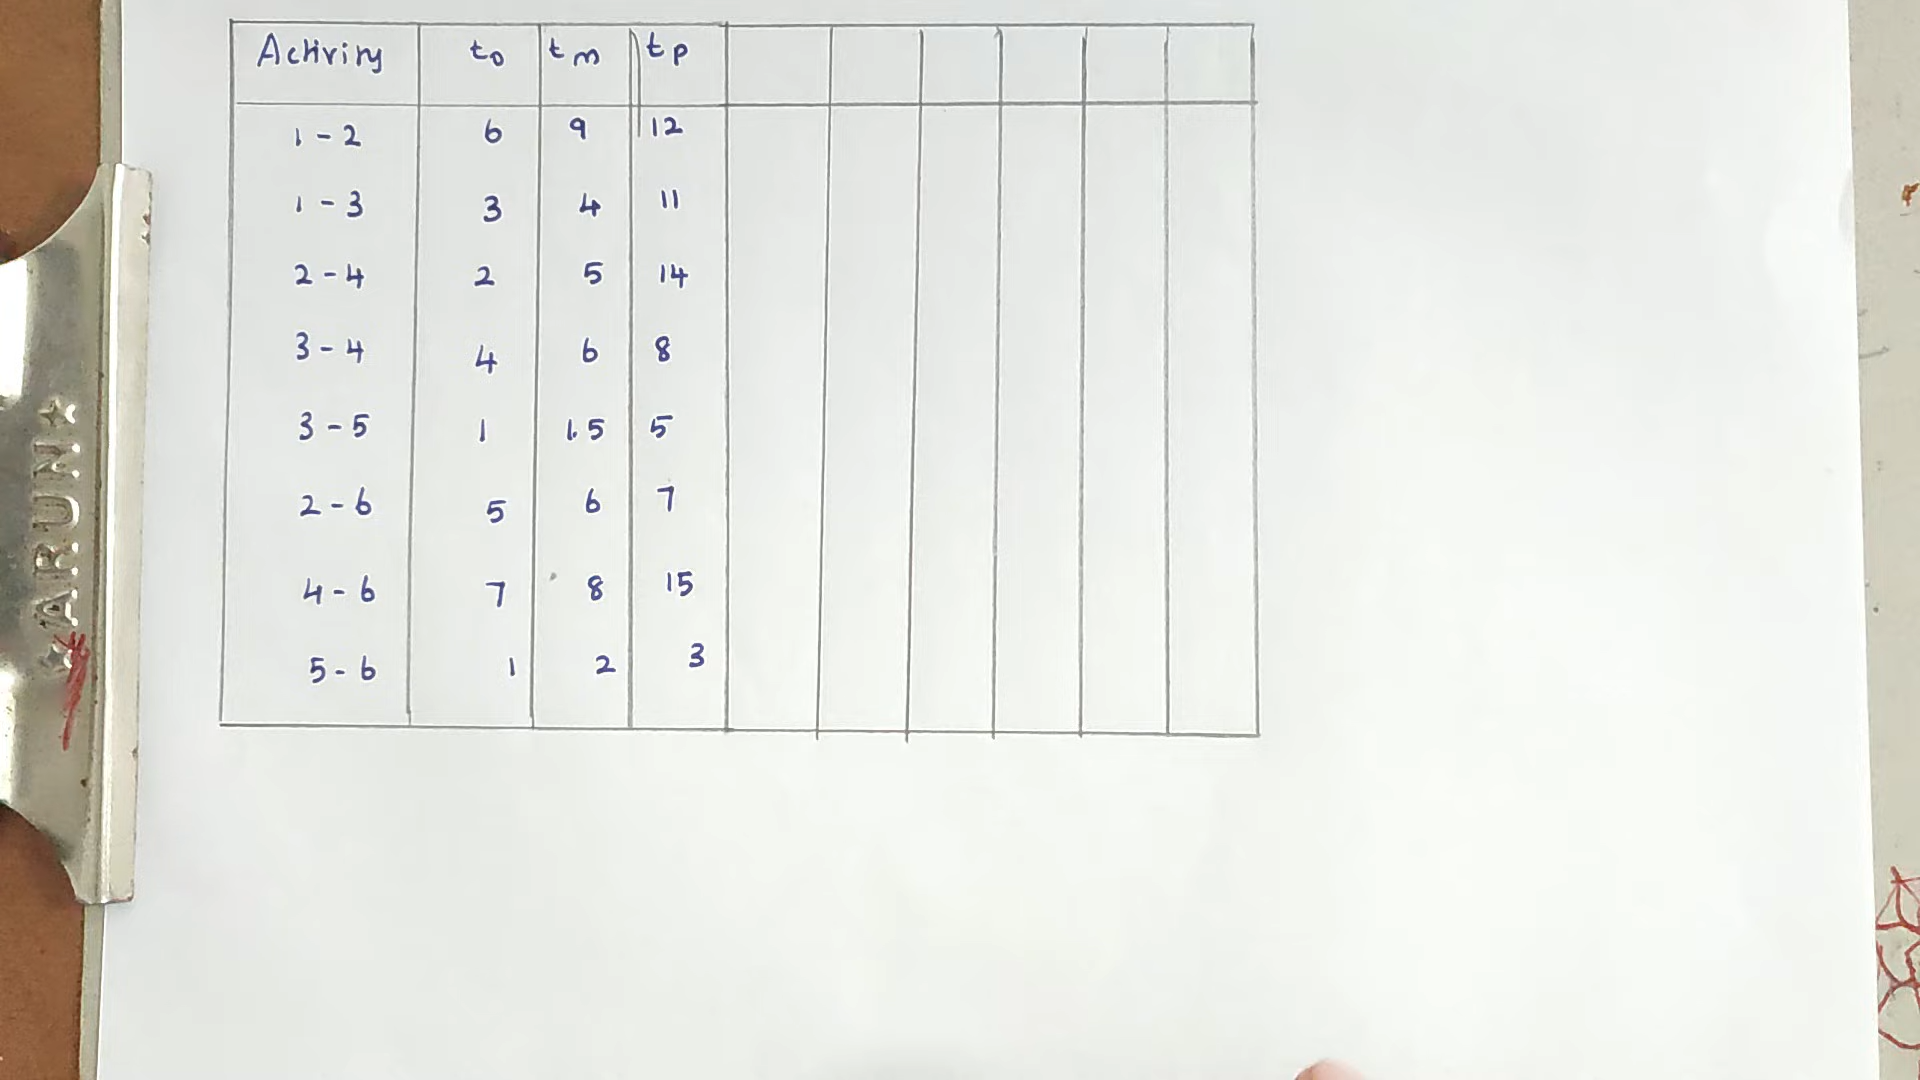 Activity to tm tp
1 - 2 6 9 12
1 - 3 3 4 11
2 - 4 2 5 14
3 - 4 4 6 8
3 - 5 1 1.5 5
2 - 6 5 6 7
4 - 6 7 8 15
5 - 6 1 2 3
★ARUN★